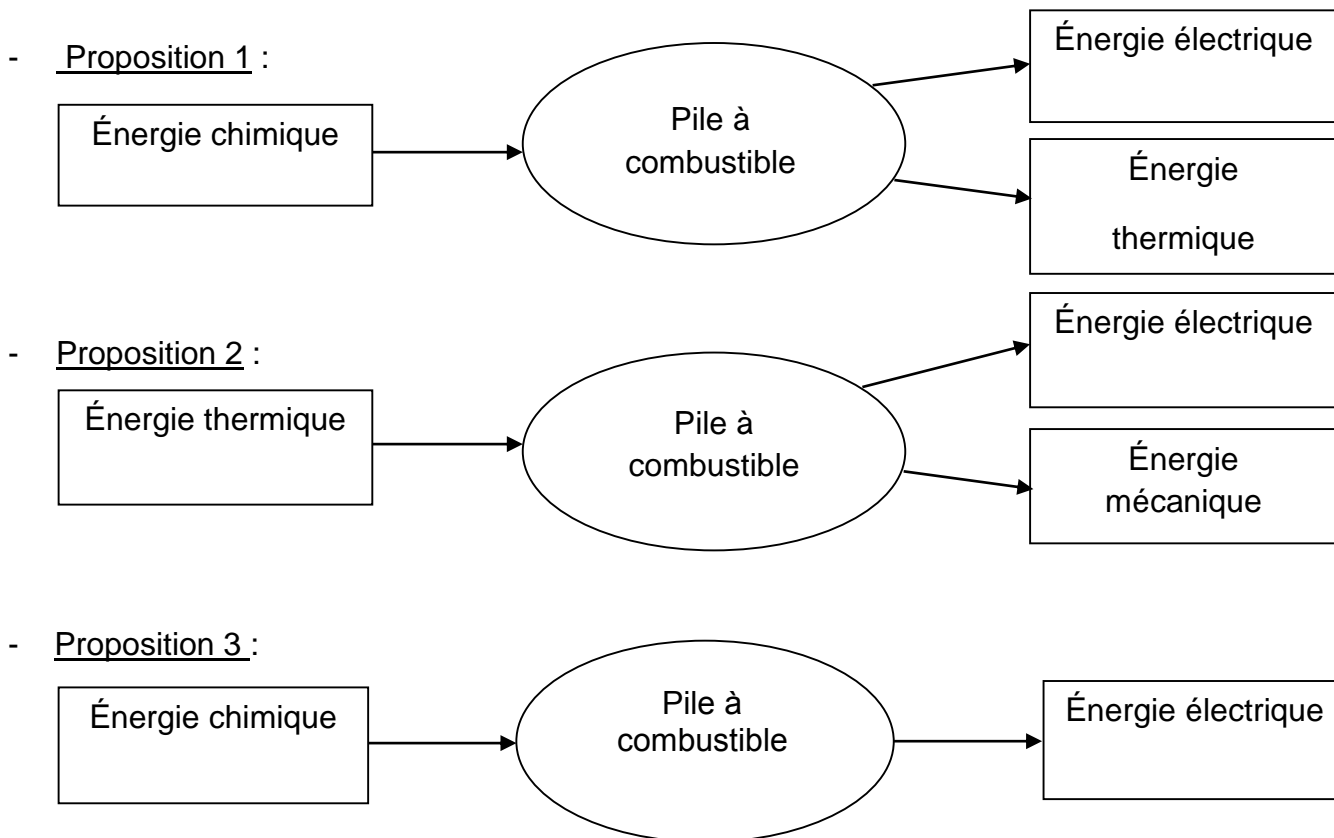 - Proposition 1 :
Énergie chimique
Pile à
combustible
Énergie électrique
Énergie
thermique
- Proposition 2 :
Énergie thermique
Pile à
combustible
Énergie électrique
Énergie
mécanique
- Proposition 3 :
Énergie chimique
Pile à
combustible
Énergie électrique